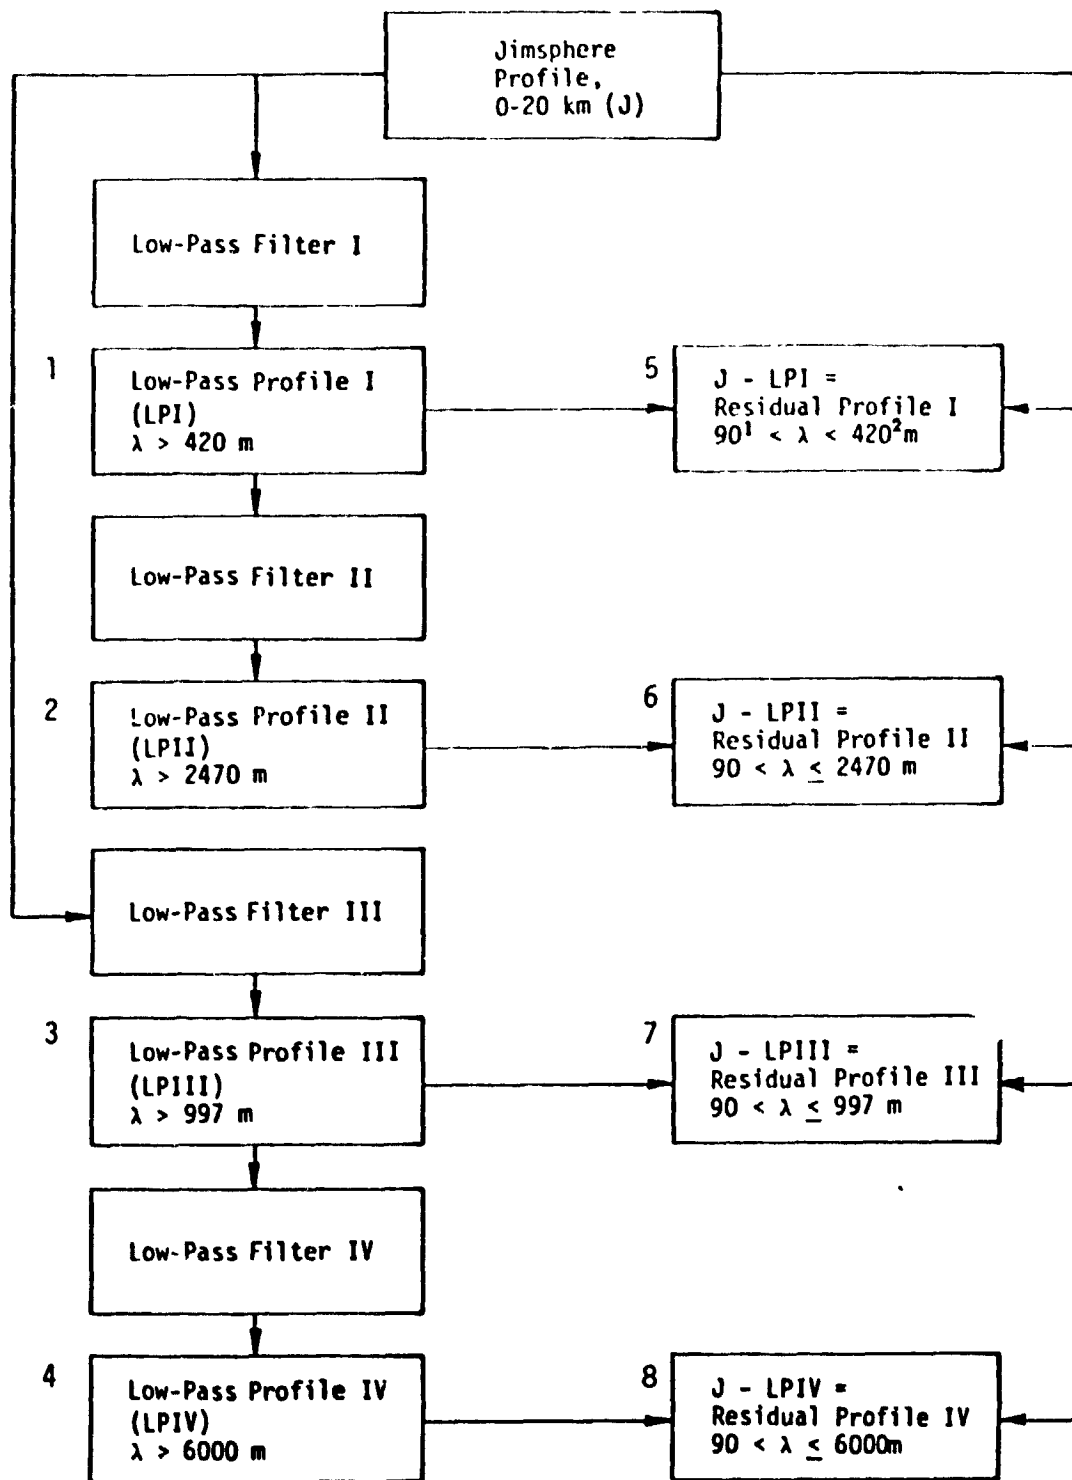 Jimsphere
Profile,
0-20 km (J)
Low-Pass Filter I
1
Low-Pass Profile I
(LPI)
λ > 420 m
5
J - LPI =
Residual Profile I
90¹ < λ < 420²m
Low-Pass Filter II
2
Low-Pass Profile II
(LPII)
λ > 2470 m
6
J - LPII =
Residual Profile II
90 < λ ≤ 2470 m
Low-Pass Filter III
3
Low-Pass Profile III
(LPIII)
λ > 997 m
7
J - LPIII =
Residual Profile III
90 < λ ≤ 997 m
Low-Pass Filter IV
4
Low-Pass Profile IV
(LPIV)
λ > 6000 m
8
J - LPIV =
Residual Profile IV
90 < λ ≤ 6000m